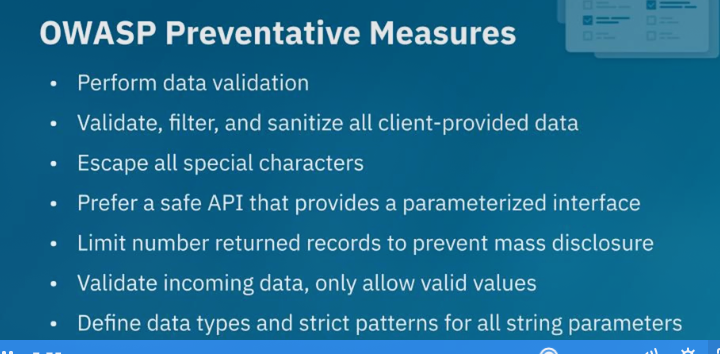 OWASP Preventative Measures
• Perform data validation
• Validate, filter, and sanitize all client-provided data
• Escape all special characters
• Prefer a safe API that provides a parameterized interface
• Limit number returned records to prevent mass disclosure
• Validate incoming data, only allow valid values
• Define data types and strict patterns for all string parameters